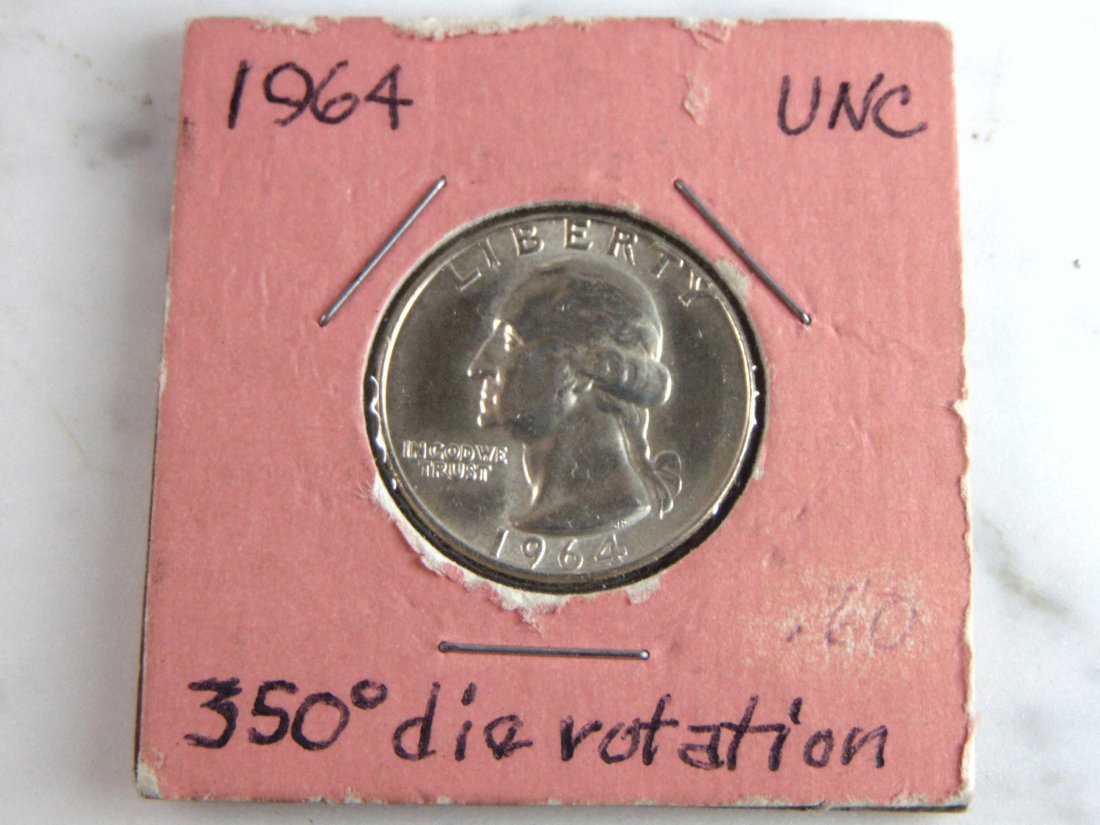 1964 UNC
LIBERTY
IN GOD WE
TRUST
1964
.60
350° die rotation